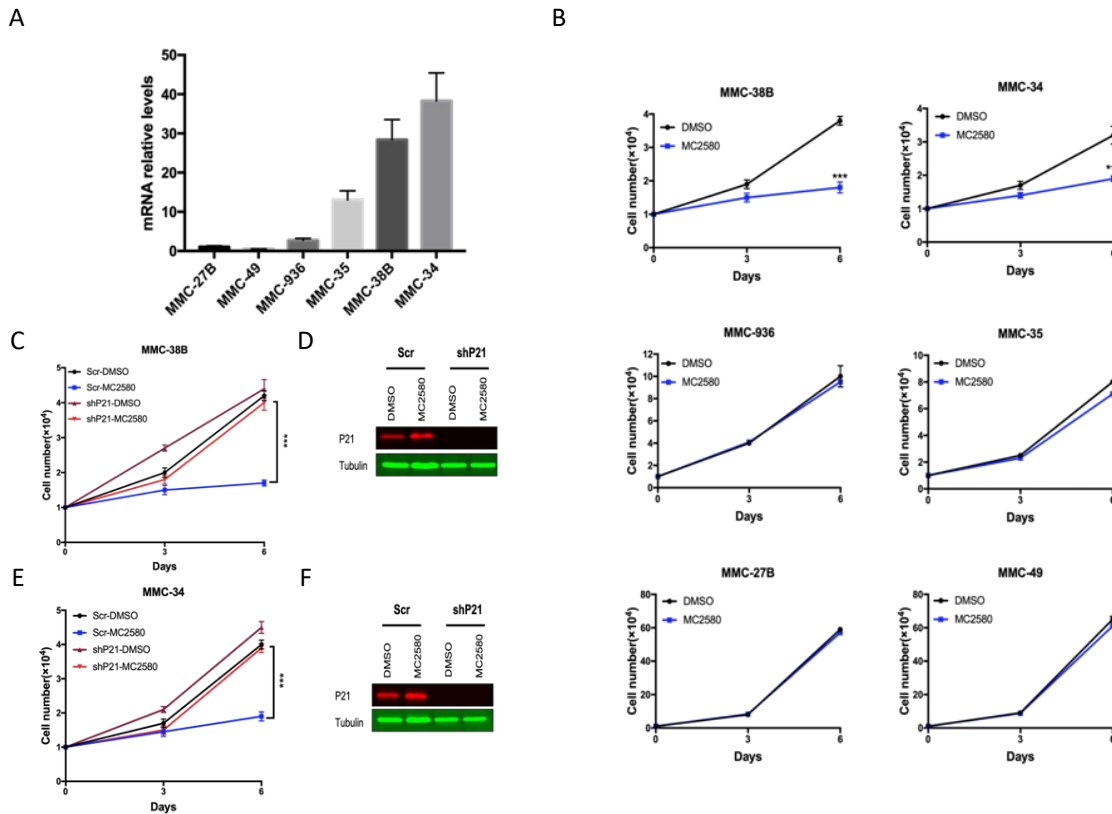 A
50
40
30
20
10
0
mRNA relative levels
MMC-27B
MMC-49
MMC-936
MMC-35
MMC-38B
MMC-34
B
MMC-38B
DMSO
MC2580
Cell number(×10⁴)
4
3
2
1
0
***
0 3 6
Days
MMC-34
DMSO
MC2580
Cell number(×10⁴)
4
3
2
1
0
0 3 6
Days
MMC-936
DMSO
MC2580
Cell number(×10⁴)
12
10
8
6
4
2
0
0 3 6
Days
MMC-35
DMSO
MC2580
Cell number(×10⁴)
10
8
6
4
2
0
0 3 6
Days
MMC-27B
DMSO
MC2580
Cell number(×10⁴)
80
60
40
20
0
0 3 6
Days
MMC-49
DMSO
MC2580
Cell number(×10⁴)
80
60
40
20
0
0 3 6
Days
C
MMC-38B
Scr-DMSO
Scr-MC2580
shP21-DMSO
shP21-MC2580
Cell number(×10⁴)
5
4
3
2
1
0
***
0 3 6
Days
D
Scr shP21
DMSO MC2580 DMSO MC2580
P21
Tubulin
E
MMC-34
Scr-DMSO
Scr-MC2580
shP21-DMSO
shP21-MC2580
Cell number(×10⁴)
5
4
3
2
1
0
***
0 3 6
Days
F
Scr shP21
DMSO MC2580 DMSO MC2580
P21
Tubulin